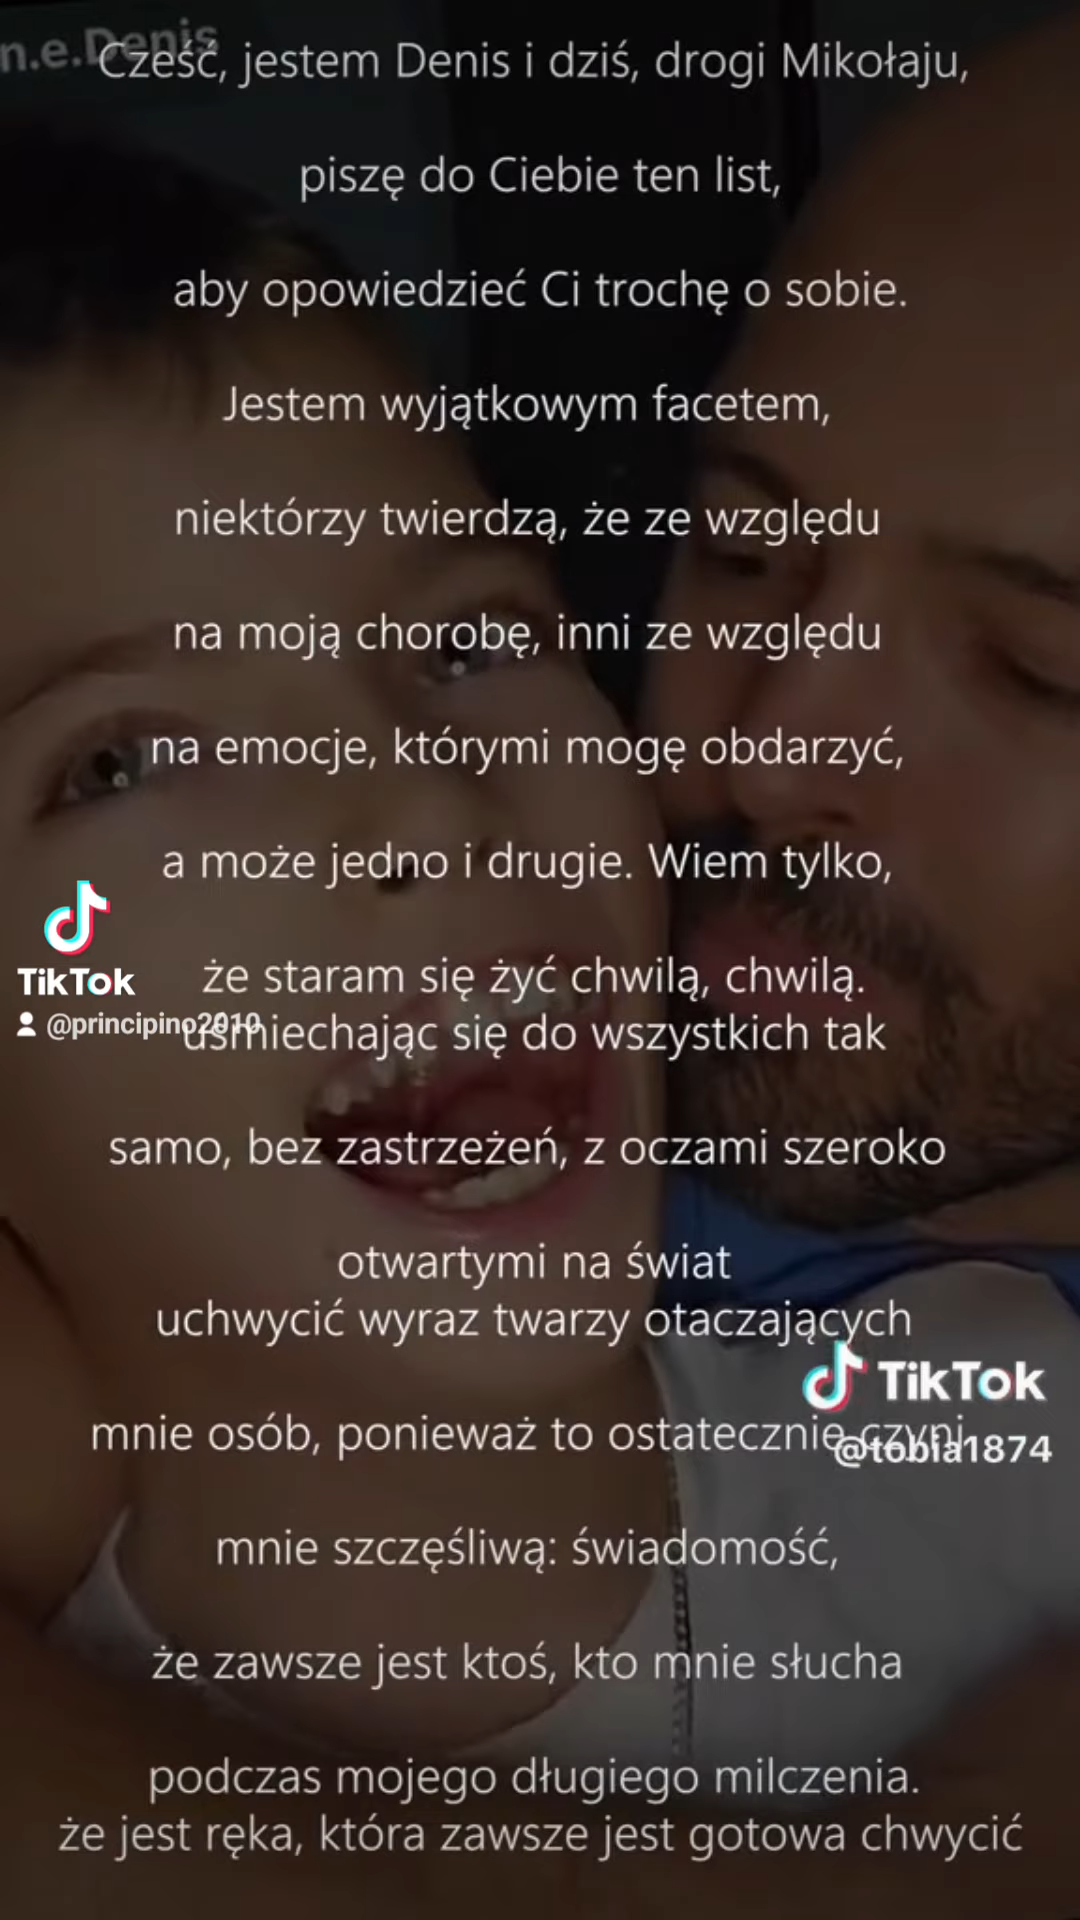 n.e.Denis
Cześć, jestem Denis i dziś, drogi Mikołaju,
piszę do Ciebie ten list,
aby opowiedzieć Ci trochę o sobie.
Jestem wyjątkowym facetem,
niektórzy twierdzą, że ze względu
na moją chorobę, inni ze względu
na emocje, którymi mogę obdarzyć,
a może jedno i drugie. Wiem tylko,
że staram się żyć chwilą, chwilą.
TikTok
@principino2010
uśmiechając się do wszystkich tak
samo, bez zastrzeżeń, z oczami szeroko
otwartymi na świat
uchwycić wyraz twarzy otaczających
TikTok
mnie osób, ponieważ to ostatecznie czyni
@tobia1874
mnie szczęśliwą: świadomość,
że zawsze jest ktoś, kto mnie słucha
podczas mojego długiego milczenia.
że jest ręka, która zawsze jest gotowa chwycić